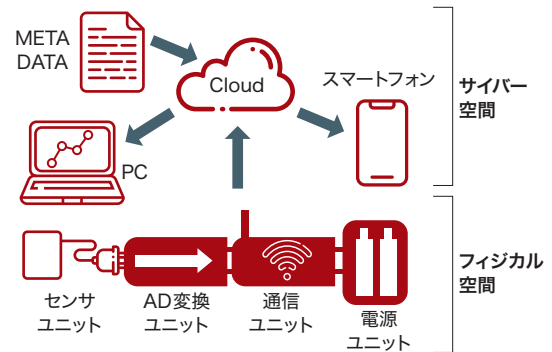 META
DATA
Cloud
スマートフォン
サイバー
空間
PC
フィジカル
空間
センサ
ユニット
AD変換
ユニット
通信
ユニット
電源
ユニット